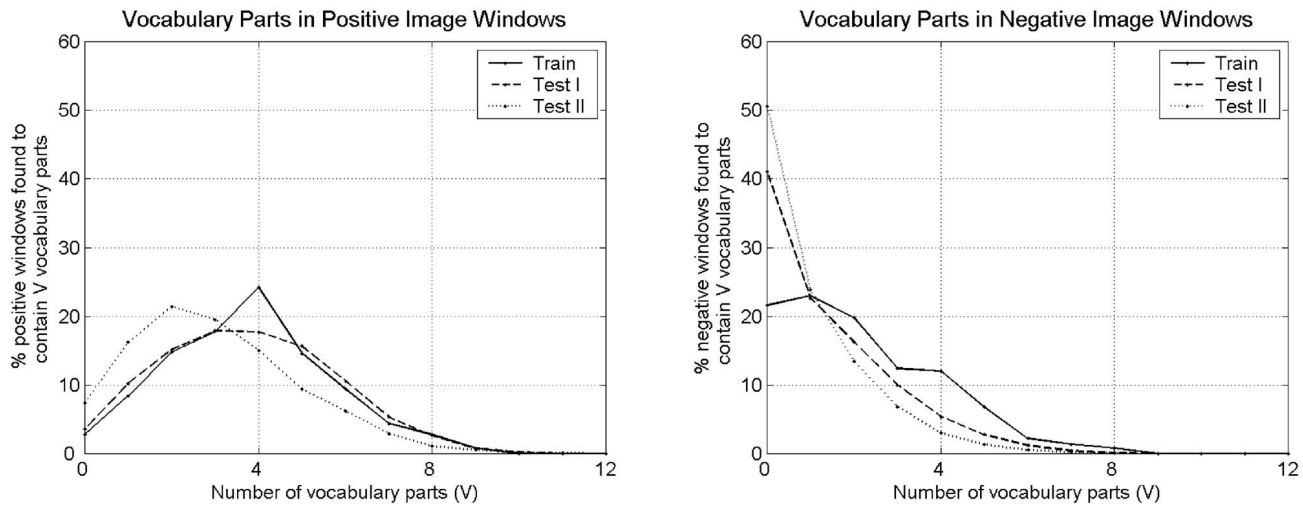 Vocabulary Parts in Positive Image Windows
60
50
40
30
20
10
0
% positive windows found to
contain V vocabulary parts
Train
Test I
Test II
0 4 8 12
Number of vocabulary parts (V)
Vocabulary Parts in Negative Image Windows
60
50
40
30
20
10
0
% negative windows found to
contain V vocabulary parts
Train
Test I
Test II
0 4 8 12
Number of vocabulary parts (V)